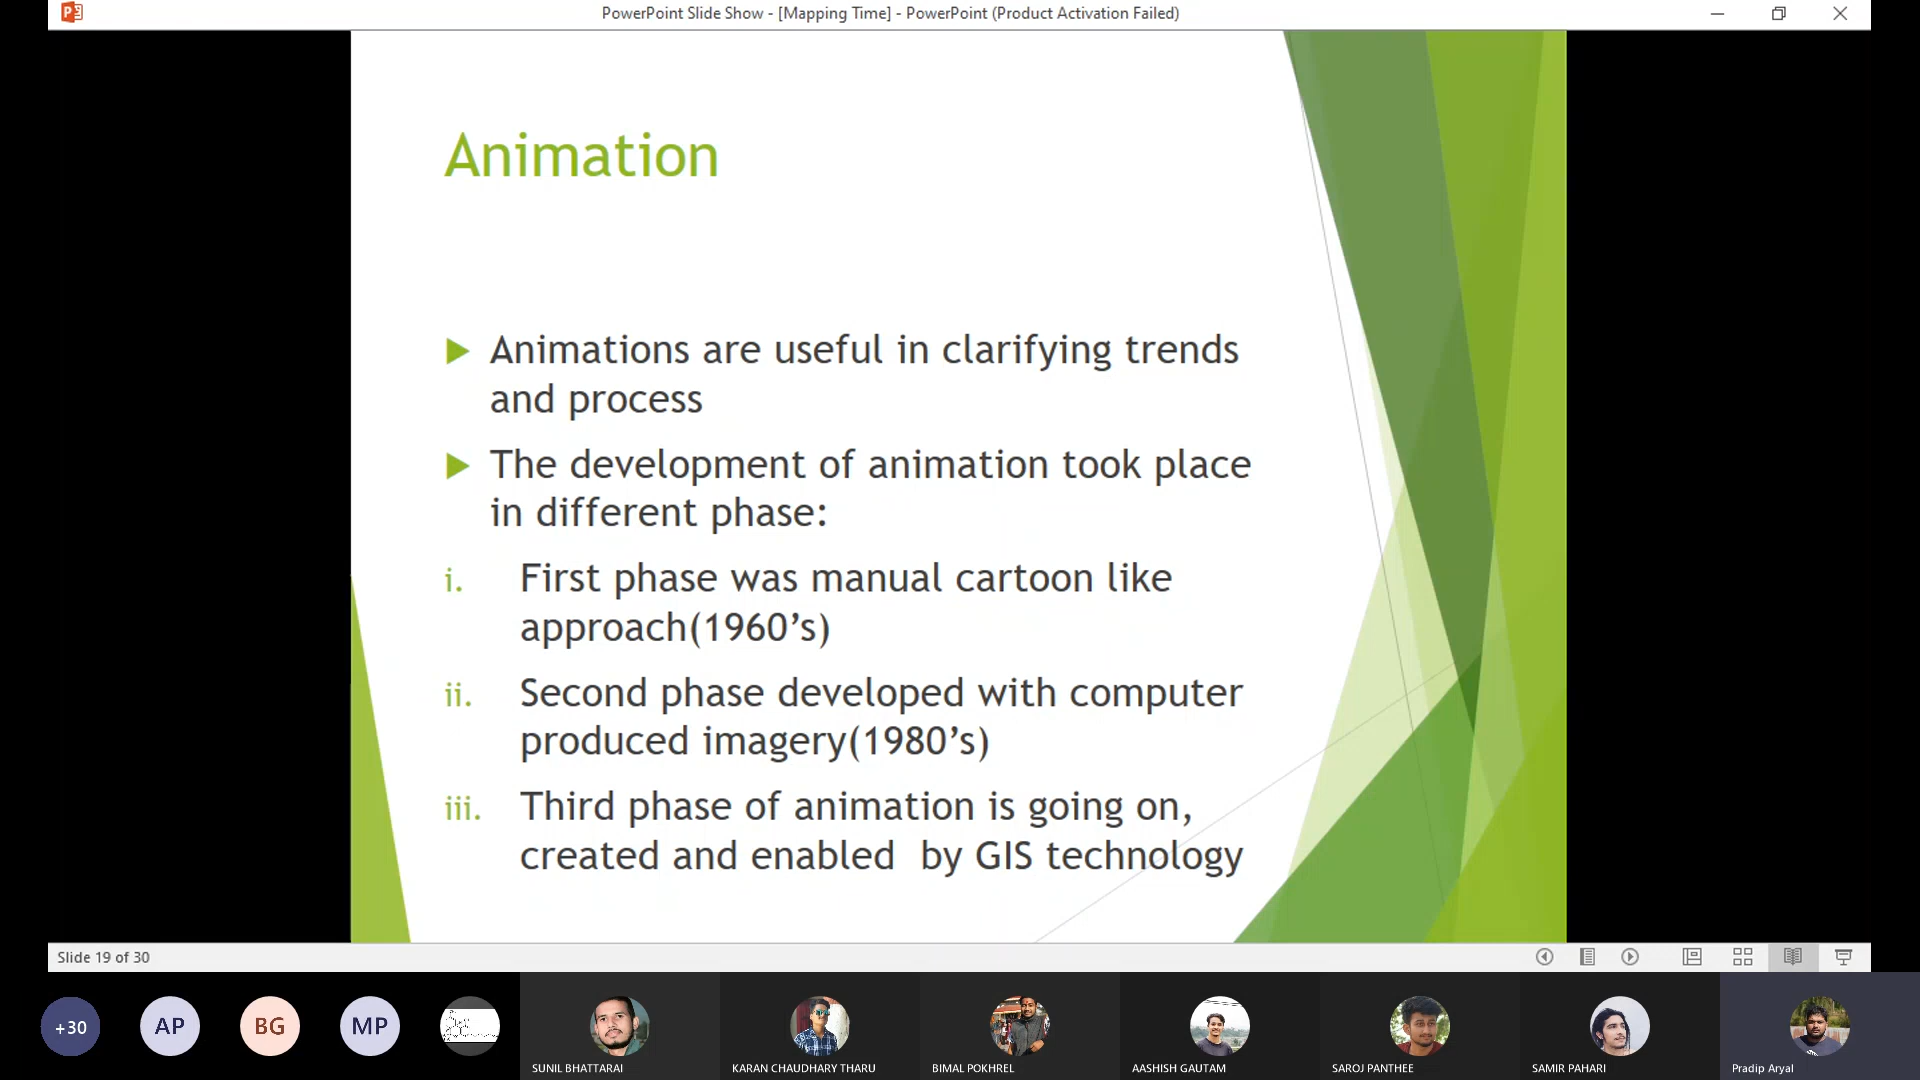 PowerPoint Slide Show - [Mapping Time] - PowerPoint (Product Activation Failed)
Animation
Animations are useful in clarifying trends
and process
The development of animation took place
in different phase:
i. First phase was manual cartoon like
approach(1960’s)
ii. Second phase developed with computer
produced imagery(1980’s)
iii. Third phase of animation is going on,
created and enabled  by GIS technology
Slide 19 of 30
+30
AP
BG
MP
SUNIL BHATTARAI
KARAN CHAUDHARY THARU
BIMAL POKHREL
AASHISH GAUTAM
SAROJ PANTHEE
SAMIR PAHARI
Pradip Aryal